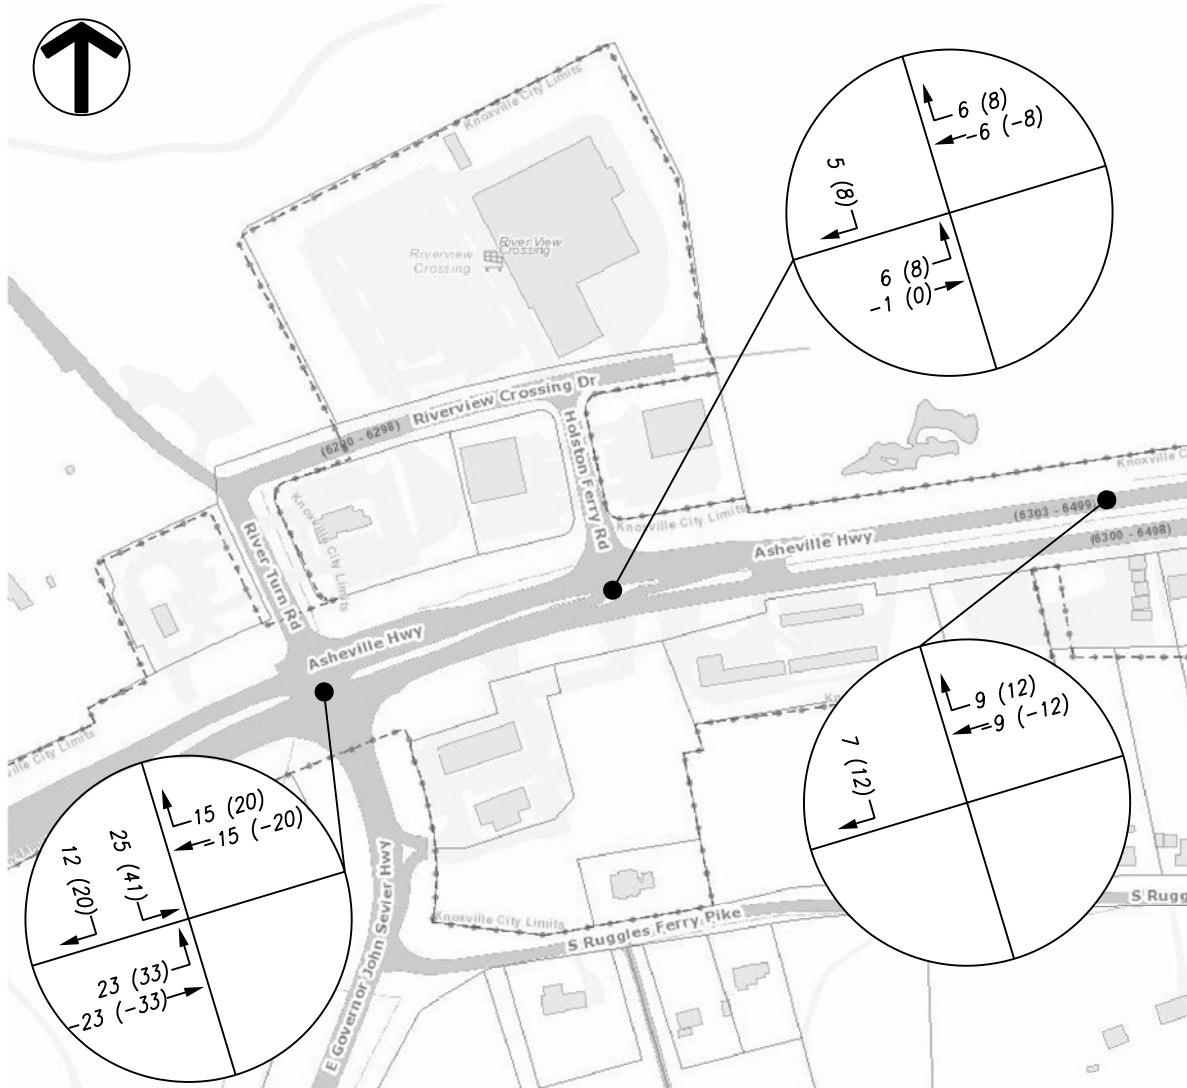 Knoxville City Limits
6 (8)
-6 (-8)
5 (8)
6 (8)
-1 (0)
River View
Crossing
Riverview
Crossing
Riverview Crossing Dr
(6290 - 6298)
Holston Ferry Rd
Knoxville City Limits
Knoxville City Limits
River Turn Rd
Knoxville C
(6303 - 6499)
(6300 - 6498)
Asheville Hwy
Asheville Hwy
ville City Limits
9 (12)
-9 (-12)
7 (12)
15 (20)
-15 (-20)
25 (41)
12 (20)
23 (33)
-23 (-33)
Knoxville City Limits
S Ruggles Ferry Pike
S Rugg
E Governor John Sevier Hwy